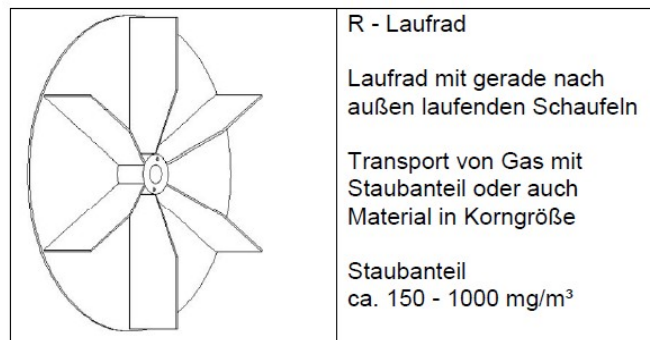 R - Laufrad
Laufrad mit gerade nach
außen laufenden Schaufeln
Transport von Gas mit
Staubanteil oder auch
Material in Korngröße
Staubanteil
ca. 150 - 1000 mg/m³